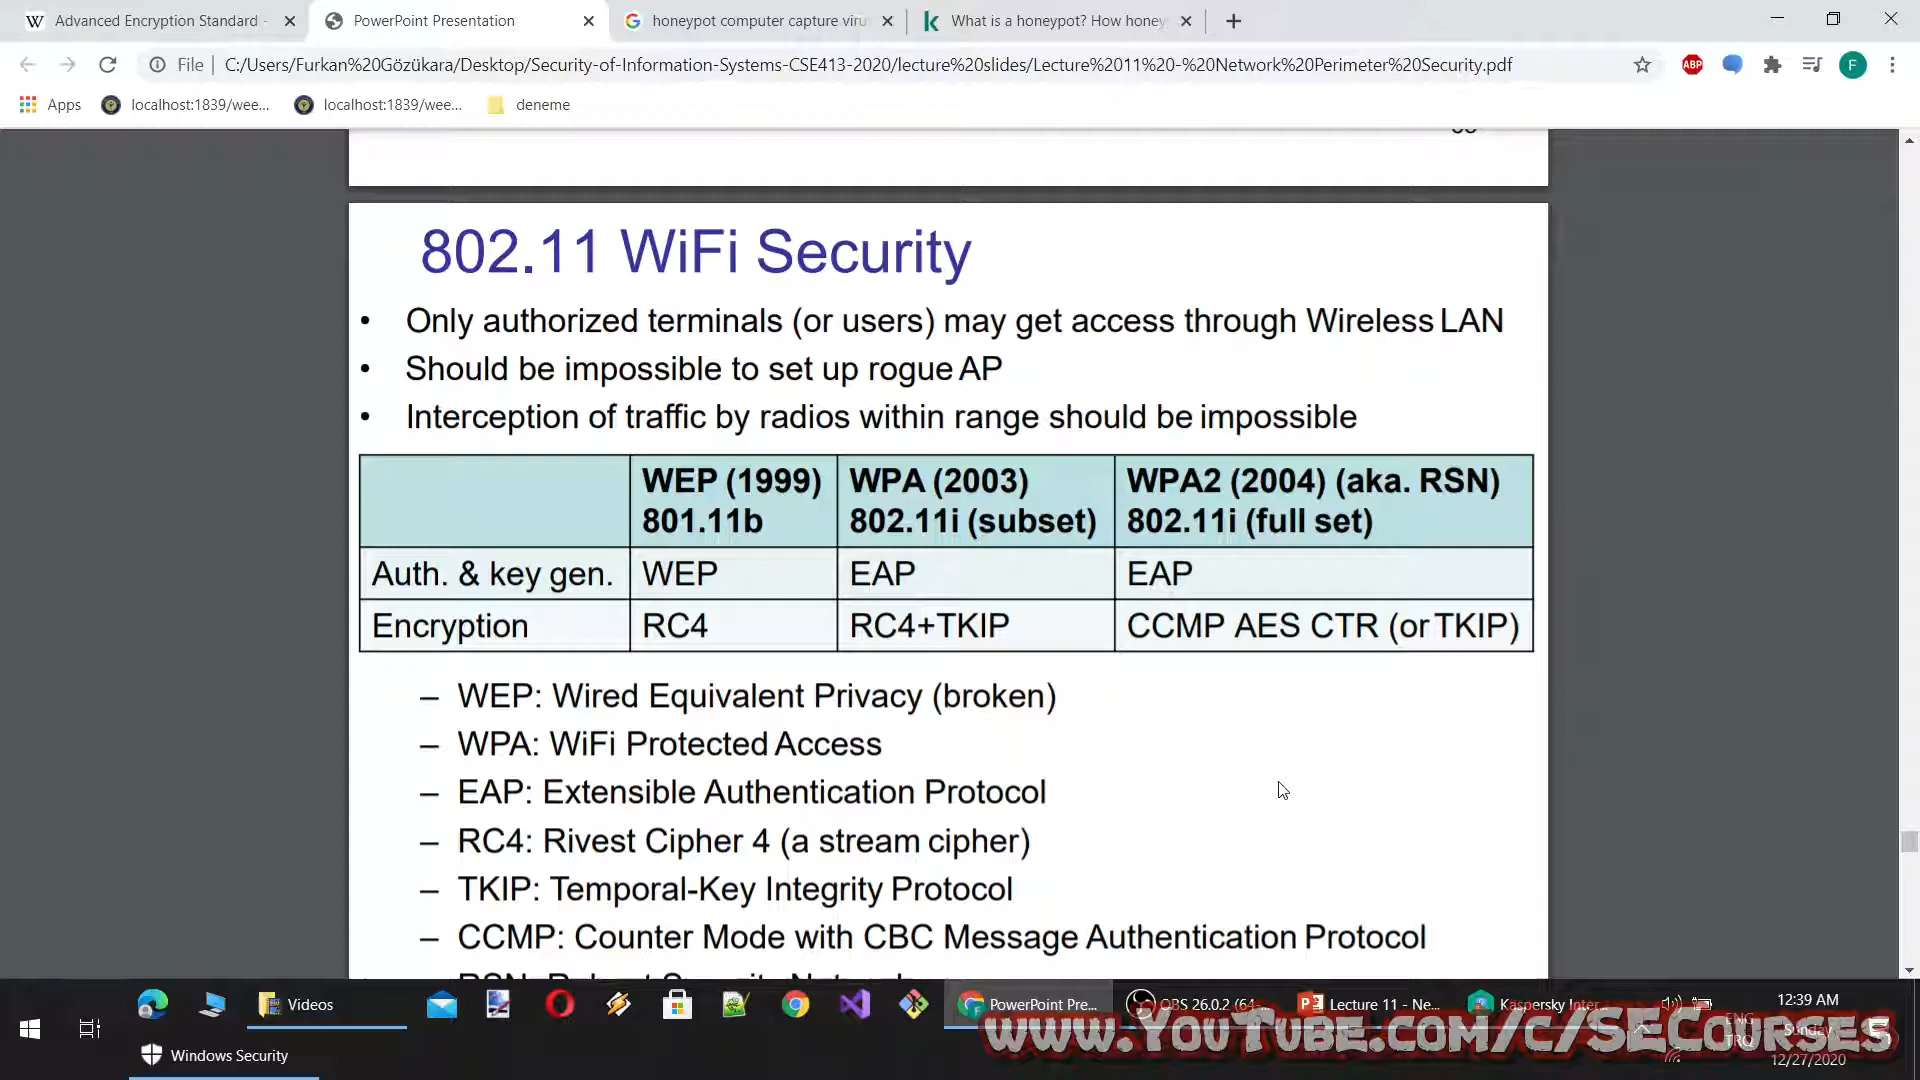 Advanced Encryption Standard -
PowerPoint Presentation
honeypot computer capture viru
What is a honeypot? How honey
File
C:/Users/Furkan%20Gözükara/Desktop/Security-of-Information-Systems-CSE413-2020/lecture%20slides/Lecture%2011%20-%20Network%20Perimeter%20Security.pdf
ABP
F
Apps
localhost:1839/wee...
localhost:1839/wee...
deneme
802.11 WiFi Security
• Only authorized terminals (or users) may get access through Wireless LAN
• Should be impossible to set up rogue AP
• Interception of traffic by radios within range should be impossible
WEP (1999) 801.11b
WPA (2003) 802.11i (subset)
WPA2 (2004) (aka. RSN) 802.11i (full set)
Auth. & key gen. WEP EAP EAP
Encryption RC4 RC4+TKIP CCMP AES CTR (or TKIP)
– WEP: Wired Equivalent Privacy (broken)
– WPA: WiFi Protected Access
– EAP: Extensible Authentication Protocol
– RC4: Rivest Cipher 4 (a stream cipher)
– TKIP: Temporal-Key Integrity Protocol
– CCMP: Counter Mode with CBC Message Authentication Protocol
Videos
PowerPoint Pre...
OBS 26.0.2 (64-...
Lecture 11 - Ne...
Kaspersky Inter...
12:39 AM
ENG
Sunday
TRQ
12/27/2020
Windows Security
www.YouTube.com/c/SECourses